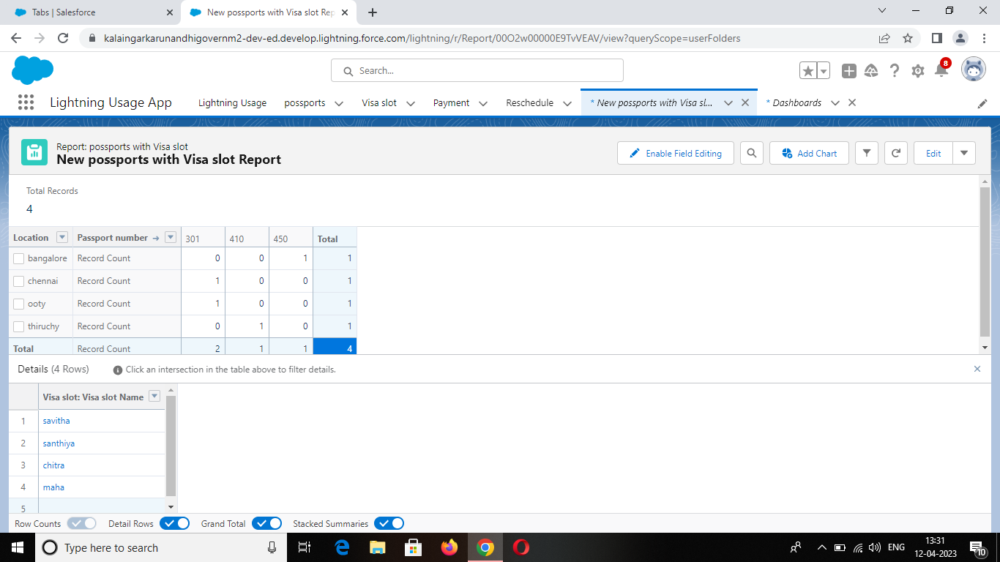 Tabs | Salesforce
New possports with Visa slot Rep
kalaingarkarunandhigovernm2-dev-ed.develop.lightning.force.com/lightning/r/Report/00O2w00000E9TvVEAV/view?queryScope=userFolders
Search...
8
Lightning Usage App
Lightning Usage
possports
Visa slot
Payment
Reschedule
* New possports with Visa sl...
* Dashboards
Report: possports with Visa slot
New possports with Visa slot Report
Enable Field Editing
Add Chart
Edit
Total Records
4
Location Passport number → 301 410 450 Total
bangalore Record Count 0 0 1 1
chennai Record Count 1 0 0 1
ooty Record Count 1 0 0 1
thiruchy Record Count 0 1 0 1
Total Record Count 2 1 1 4
Details (4 Rows) Click an intersection in the table above to filter details.
Visa slot: Visa slot Name
1 savitha
2 santhiya
3 chitra
4 maha
5
Row Counts Detail Rows Grand Total Stacked Summaries
Type here to search
ENG
13:31
12-04-2023
10